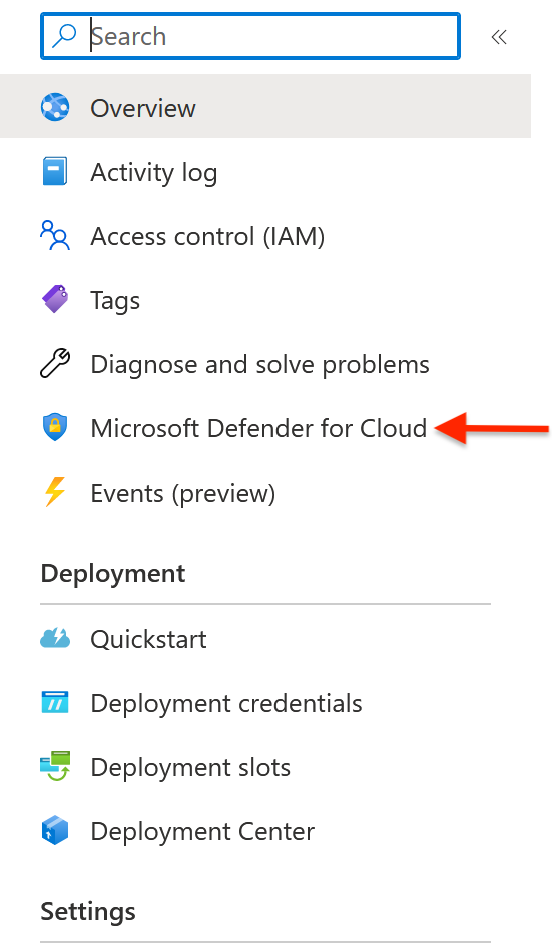 Search
Overview
Activity log
Access control (IAM)
Tags
Diagnose and solve problems
Microsoft Defender for Cloud
Events (preview)
Deployment
Quickstart
Deployment credentials
Deployment slots
Deployment Center
Settings